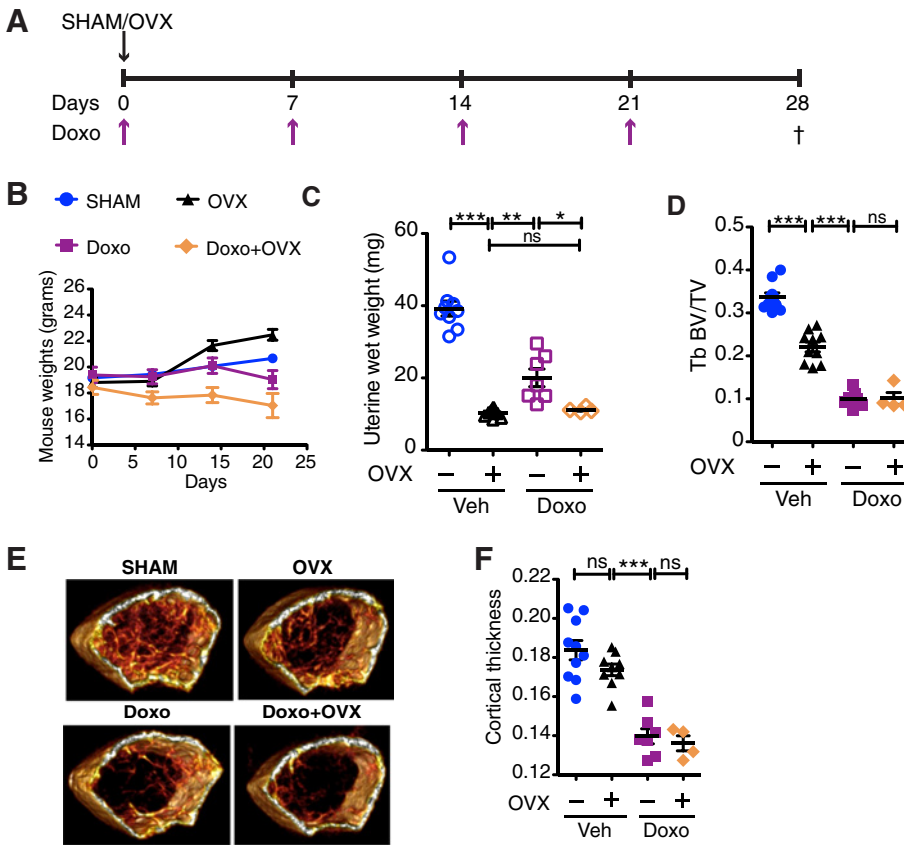 A
SHAM/OVX
Days 0 7 14 21 28
Doxo †
B
SHAM OVX
Doxo Doxo+OVX
Mouse weights (grams)
26
24
22
20
18
16
14
0 5 10 15 20 25
Days
C
*** ** *
ns
Uterine wet weight (mg)
60
40
20
0
OVX − + − +
Veh Doxo
D
*** *** ns
Tb BV/TV
0.5
0.4
0.3
0.2
0.1
0
− + − +
Veh Doxo
E
SHAM OVX
Doxo Doxo+OVX
F
ns *** ns
Cortical thickness
0.22
0.20
0.18
0.16
0.14
0.12
OVX − + − +
Veh Doxo